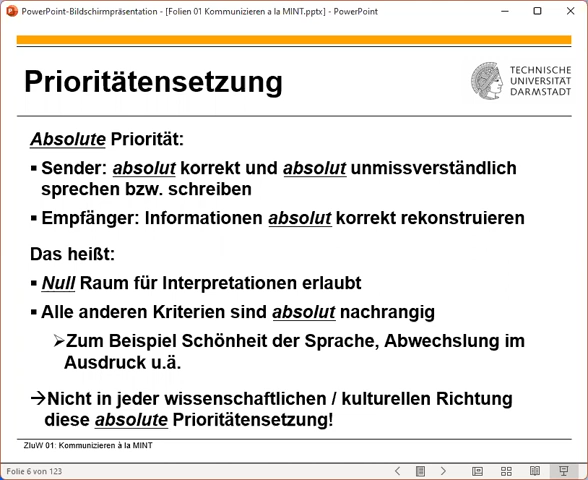 PowerPoint-Bildschirmpräsentation - [Folien 01 Kommunizieren a la MINT.pptx] - PowerPoint
Prioritätensetzung
TECHNISCHE
UNIVERSITÄT
DARMSTADT
Absolute Priorität:
▪ Sender: absolut korrekt und absolut unmissverständlich
sprechen bzw. schreiben
▪ Empfänger: Informationen absolut korrekt rekonstruieren
Das heißt:
▪ Null Raum für Interpretationen erlaubt
▪ Alle anderen Kriterien sind absolut nachrangig
➢Zum Beispiel Schönheit der Sprache, Abwechslung im
Ausdruck u.ä.
→Nicht in jeder wissenschaftlichen / kulturellen Richtung
diese absolute Prioritätensetzung!
ZIuW 01: Kommunizieren à la MINT
Folie 6 von 123